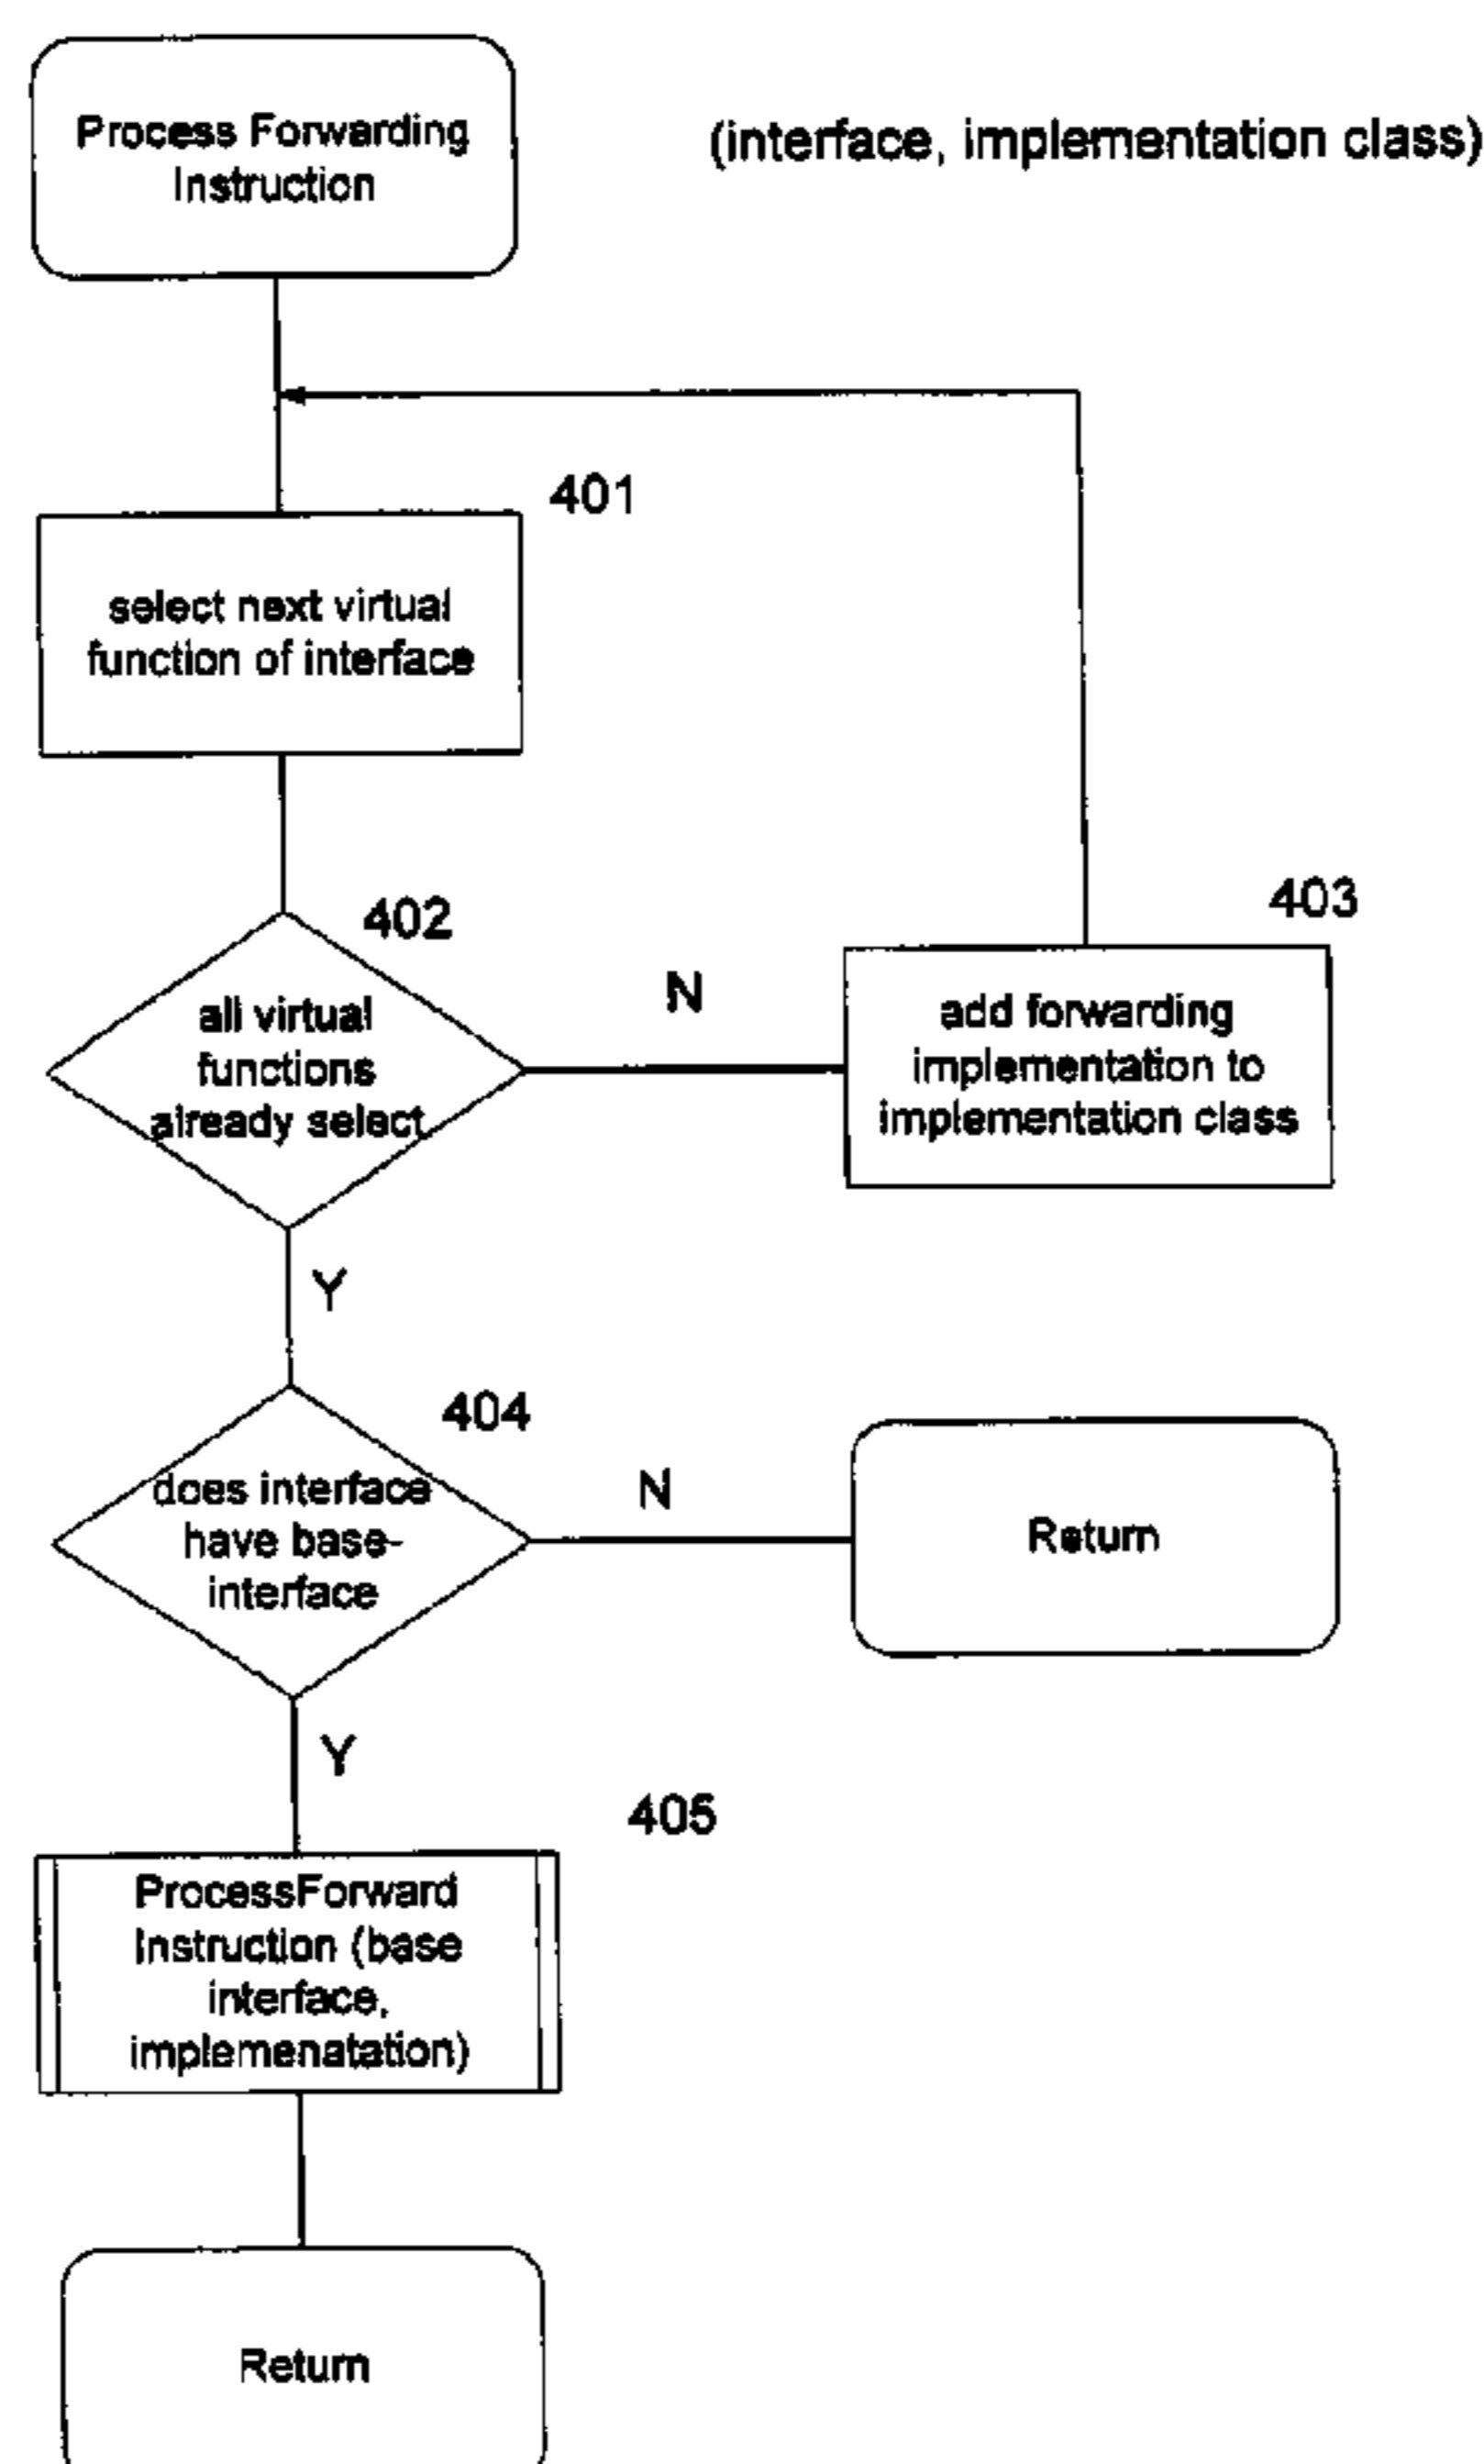 Process Forwarding
Instruction
(interface, implementation class)
401
select next virtual
function of interface
402
all virtual
functions
already select
N
403
add forwarding
implementation to
implementation class
Y
404
does interface
have base-
interface
N
Return
Y
405
ProcessForward
Instruction (base
interface,
implemenatation)
Return